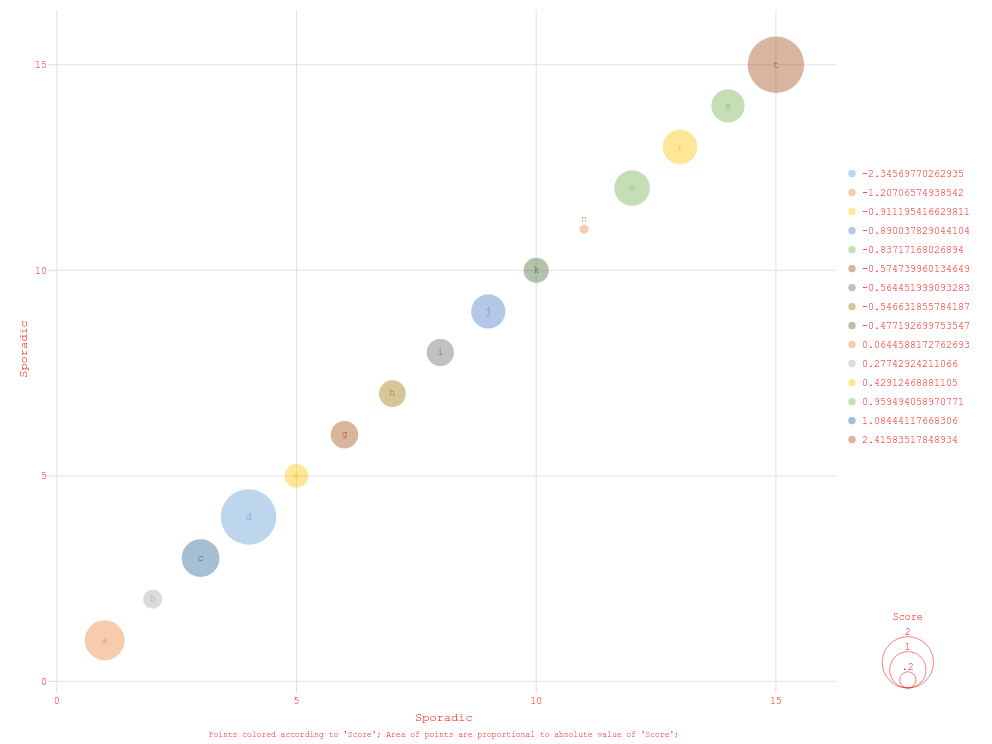 15
10
5
0
0
5
10
15
Sporadic
Sporadic
t
s
r
o
n
k
j
i
h
g
e
d
c
b
a
-2.34569770262935
-1.20706574938542
-0.911195416629811
-0.890037829044104
-0.83717168026894
-0.574739960134649
-0.564451999093283
-0.546631855784187
-0.477192699753547
0.0644588172762693
0.27742924211066
0.42912468881105
0.959494058970771
1.08444117668306
2.41583517848934
Score
2
1
.2
Points colored according to 'Score'; Area of points are proportional to absolute value of 'Score';